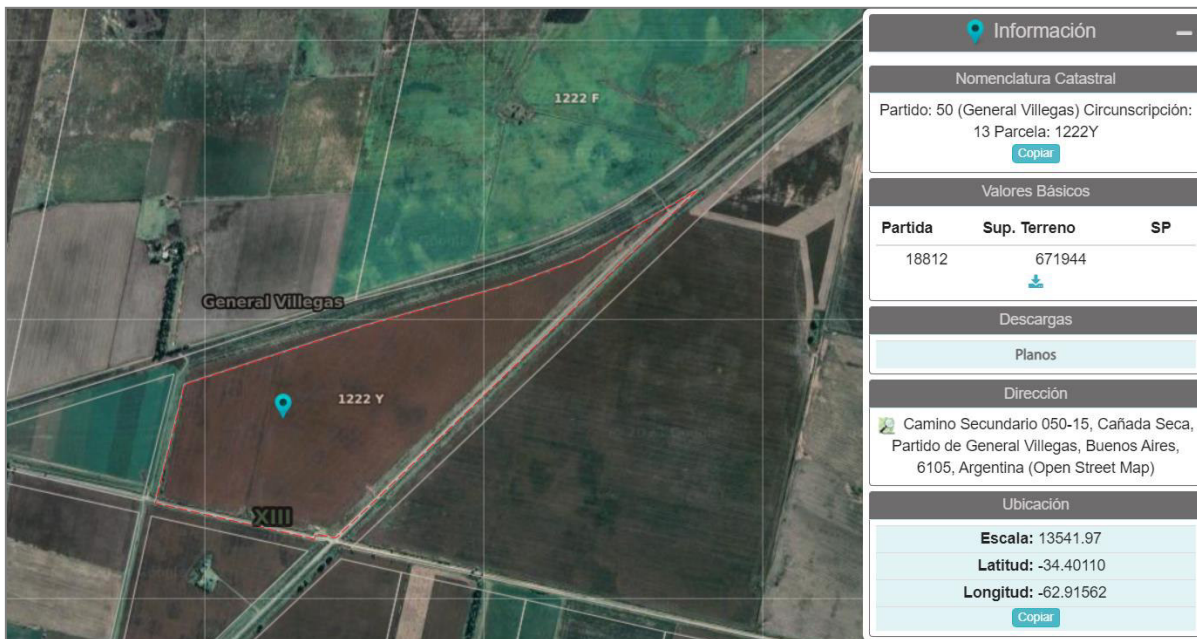 1222 F
General Villegas
1222 Y
XIII
Información
Nomenclatura Catastral
Partido: 50 (General Villegas) Circunscripción:
13 Parcela: 1222Y
Copiar
Valores Básicos
Partida Sup. Terreno SP
18812 671944
Descargas
Planos
Dirección
Camino Secundario 050-15, Cañada Seca,
Partido de General Villegas, Buenos Aires,
6105, Argentina (Open Street Map)
Ubicación
Escala: 13541.97
Latitud: -34.40110
Longitud: -62.91562
Copiar